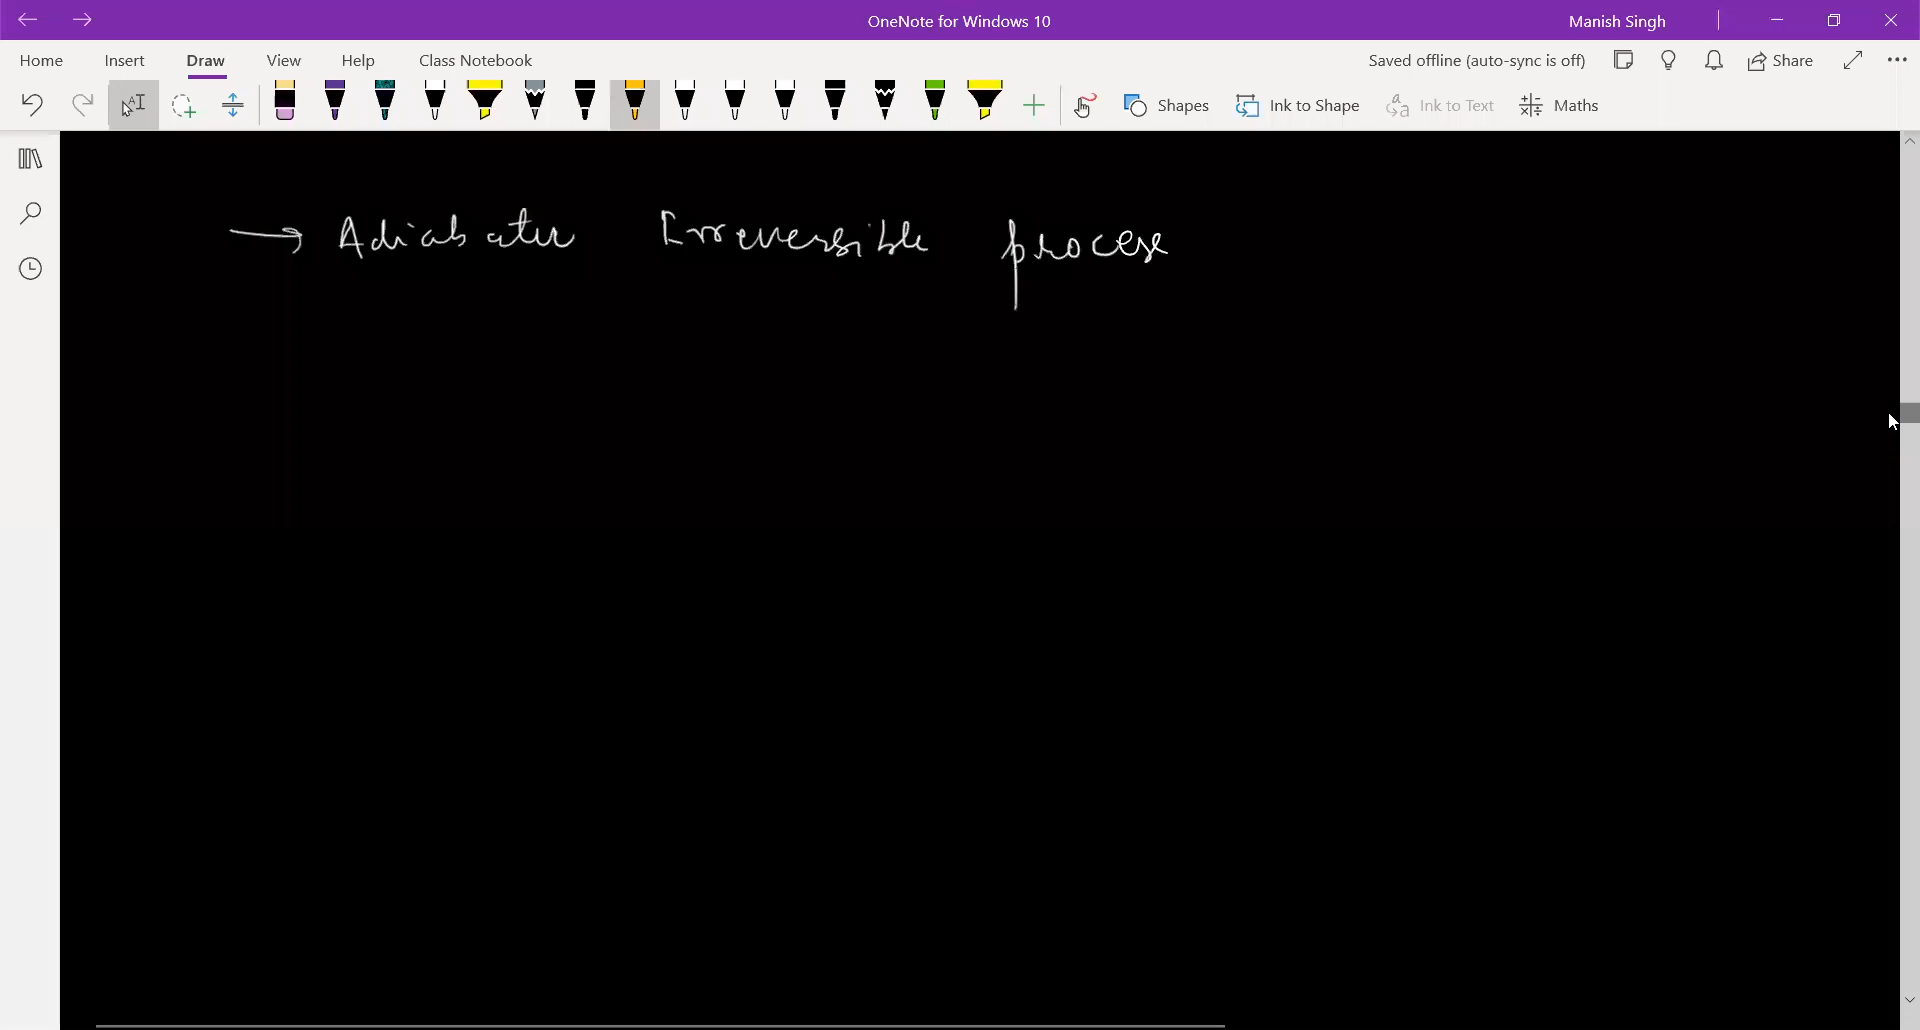 OneNote for Windows 10
Manish Singh
Home Insert Draw View Help Class Notebook
Saved offline (auto-sync is off) Share
Shapes Ink to Shape Ink to Text Maths
→ Adiabatic Irreversible process